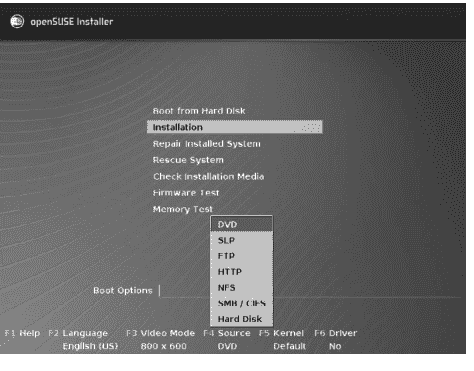 openSUSE Installer
Boot from Hard Disk
Installation
Repair Installed System
Rescue System
Check Installation Media
Firmware Test
Memory Test
DVD
SLP
FTP
HTTP
NFS
SMB / CIFS
Hard Disk
Boot Options
F1 Help F2 Language F3 Video Mode F4 Source F5 Kernel F6 Driver
English (US) 800 x 600 DVD Default No